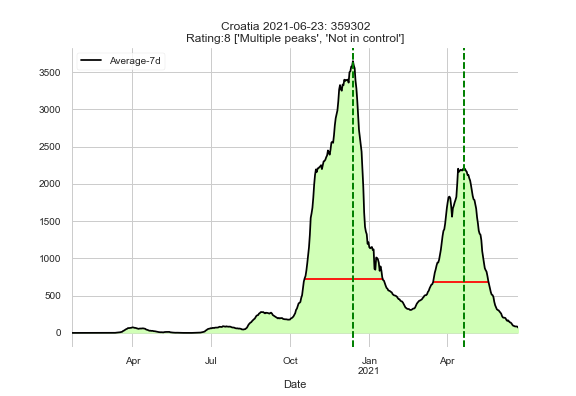 Croatia 2021-06-23: 359302
Rating:8 ['Multiple peaks', 'Not in control']
Average-7d
3500
3000
2500
2000
1500
1000
500
0
Apr Jul Oct Jan Apr
2021
Date